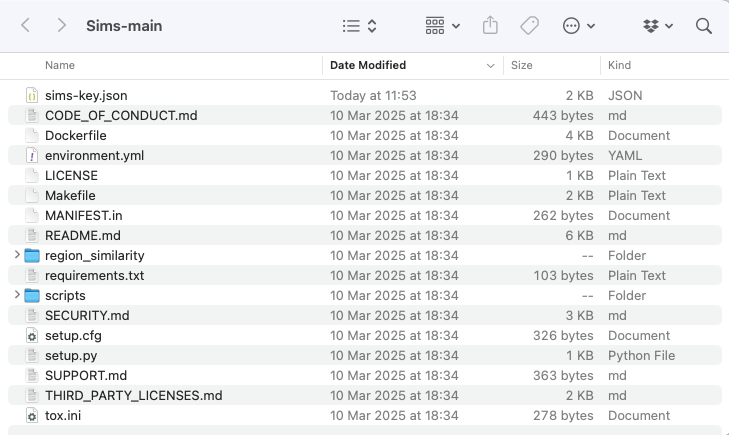 Sims-main
Name Date Modified Size Kind
sims-key.json Today at 11:53 2 KB JSON
CODE_OF_CONDUCT.md 10 Mar 2025 at 18:34 443 bytes md
Dockerfile 10 Mar 2025 at 18:34 4 KB Document
environment.yml 10 Mar 2025 at 18:34 290 bytes YAML
LICENSE 10 Mar 2025 at 18:34 1 KB Plain Text
Makefile 10 Mar 2025 at 18:34 2 KB Plain Text
MANIFEST.in 10 Mar 2025 at 18:34 262 bytes Document
README.md 10 Mar 2025 at 18:34 6 KB md
region_similarity 10 Mar 2025 at 18:34 -- Folder
requirements.txt 10 Mar 2025 at 18:34 103 bytes Plain Text
scripts 10 Mar 2025 at 18:34 -- Folder
SECURITY.md 10 Mar 2025 at 18:34 3 KB md
setup.cfg 10 Mar 2025 at 18:34 326 bytes Document
setup.py 10 Mar 2025 at 18:34 1 KB Python File
SUPPORT.md 10 Mar 2025 at 18:34 363 bytes md
THIRD_PARTY_LICENSES.md 10 Mar 2025 at 18:34 2 KB md
tox.ini 10 Mar 2025 at 18:34 278 bytes Document